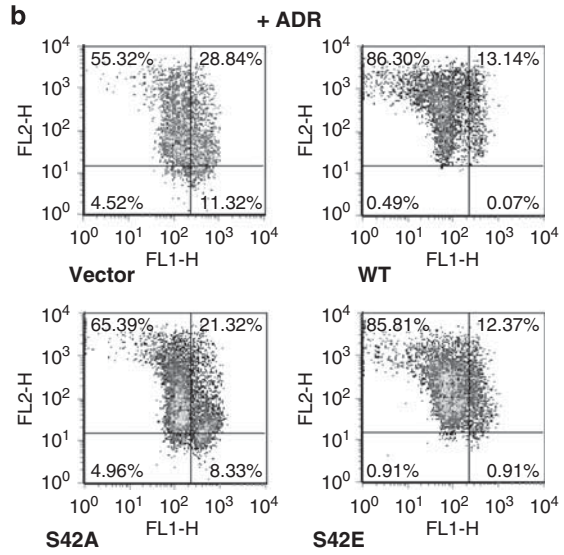 b
+ ADR
10⁴
10³
10²
10¹
10⁰
FL2-H
55.32% 28.84%
4.52% 11.32%
10⁰ 10¹ 10² 10³ 10⁴
FL1-H
Vector
10⁴
10³
10²
10¹
10⁰
FL2-H
86.30% 13.14%
0.49% 0.07%
10⁰ 10¹ 10² 10³ 10⁴
FL1-H
WT
10⁴
10³
10²
10¹
10⁰
FL2-H
65.39% 21.32%
4.96% 8.33%
10⁰ 10¹ 10² 10³ 10⁴
FL1-H
S42A
10⁴
10³
10²
10¹
10⁰
FL2-H
85.81% 12.37%
0.91% 0.91%
10⁰ 10¹ 10² 10³ 10⁴
FL1-H
S42E